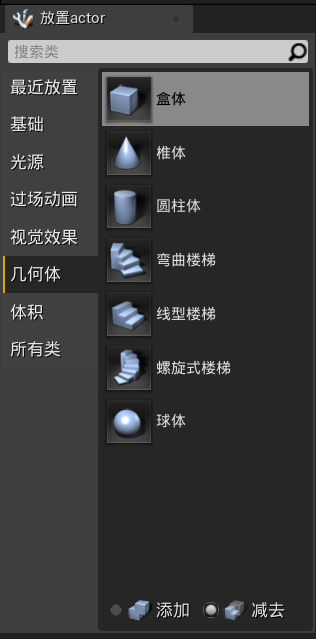 放置actor
搜索类
最近放置
基础
光源
过场动画
视觉效果
几何体
体积
所有类
盒体
椎体
圆柱体
弯曲楼梯
线型楼梯
螺旋式楼梯
球体
添加 减去